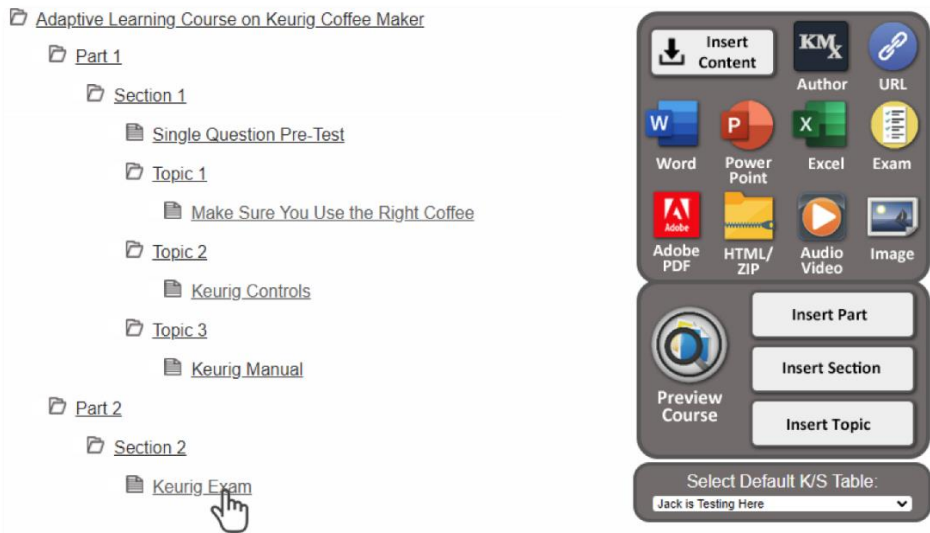 Adaptive Learning Course on Keurig Coffee Maker
Part 1
Section 1
Single Question Pre-Test
Topic 1
Make Sure You Use the Right Coffee
Topic 2
Keurig Controls
Topic 3
Keurig Manual
Part 2
Section 2
Keurig Exam
Insert
Content
KMx
Author
URL
W
Word
P
Power
Point
X
Excel
Exam
Adobe
Adobe
PDF
HTML/
ZIP
Audio
Video
Image
Preview
Course
Insert Part
Insert Section
Insert Topic
Select Default K/S Table:
Jack is Testing Here